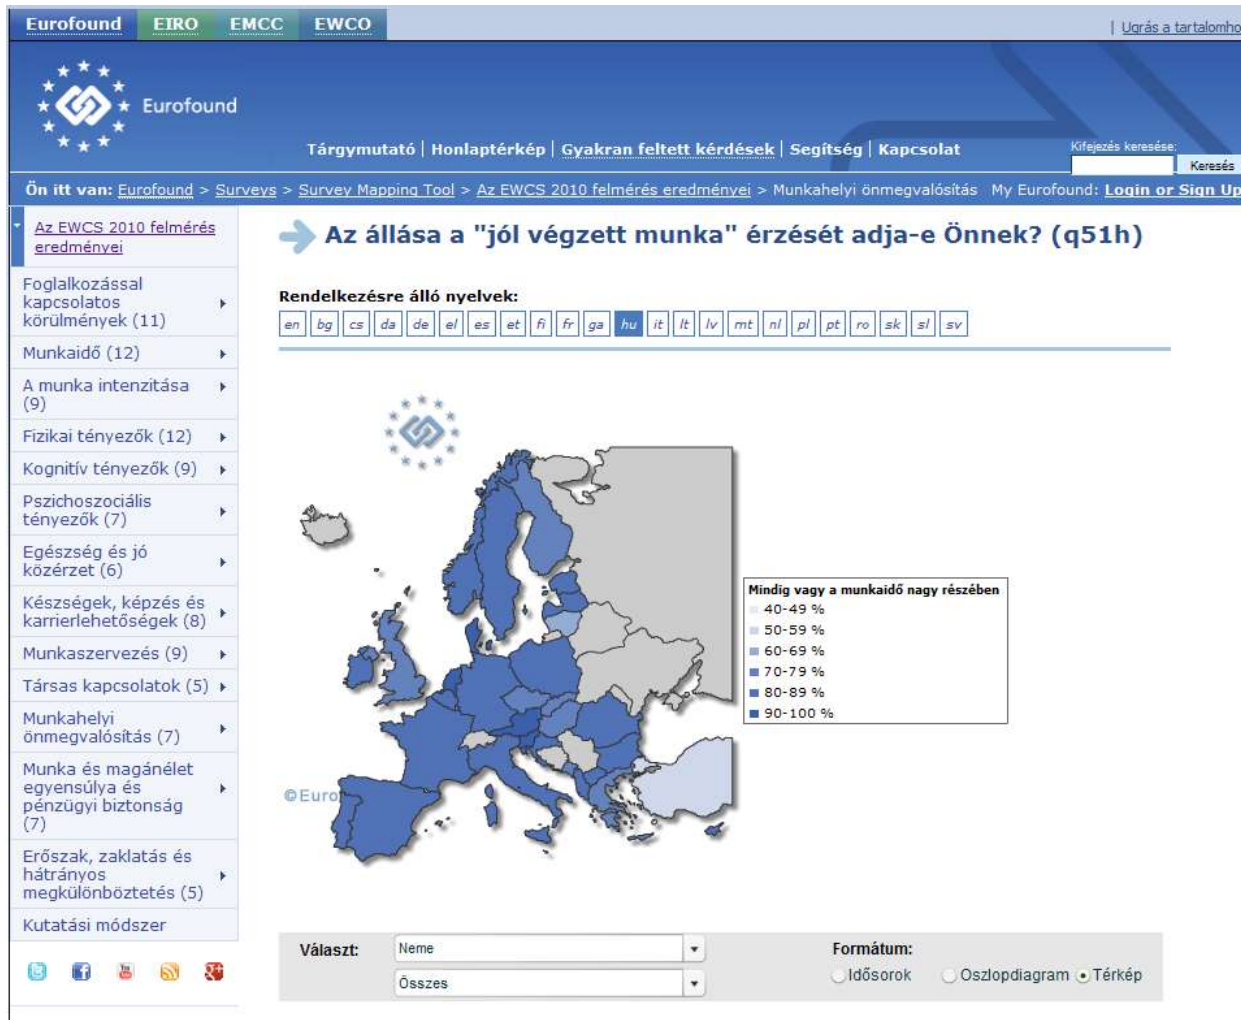 Eurofound EIRO EMCC EWCO
| Ugrás a tartalomho
Eurofound
Tárgymutató | Honlaptérkép | Gyakran feltett kérdések | Segítség | Kapcsolat
Kifejezés keresése:
Keresés
Ön itt van: Eurofound > Surveys > Survey Mapping Tool > Az EWCS 2010 felmérés eredményei > Munkahelyi önmegvalósítás My Eurofound: Login or Sign Up
Az EWCS 2010 felmérés
eredményei
Foglalkozással
kapcsolatos
körülmények (11)
Munkaidő (12)
A munka intenzitása
(9)
Fizikai tényezők (12)
Kognitív tényezők (9)
Pszichoszociális
tényezők (7)
Egészség és jó
közérzet (6)
Készségek, képzés és
karrierlehetőségek (8)
Munkaszervezés (9)
Társas kapcsolatok (5)
Munkahelyi
önmegvalósítás (7)
Munka és magánélet
egyensúlya és
pénzügyi biztonság
(7)
Erőszak, zaklatás és
hátrányos
megkülönböztetés (5)
Kutatási módszer
Az állása a "jól végzett munka" érzését adja-e Önnek? (q51h)
Rendelkezésre álló nyelvek:
en bg cs da de el es et fi fr ga hu it lt lv mt nl pl pt ro sk sl sv
Mindig vagy a munkaidő nagy részében
40-49 %
50-59 %
60-69 %
70-79 %
80-89 %
90-100 %
©Euro
Választ: Neme
Összes
Formátum:
Idősorok Oszlopdiagram Térkép